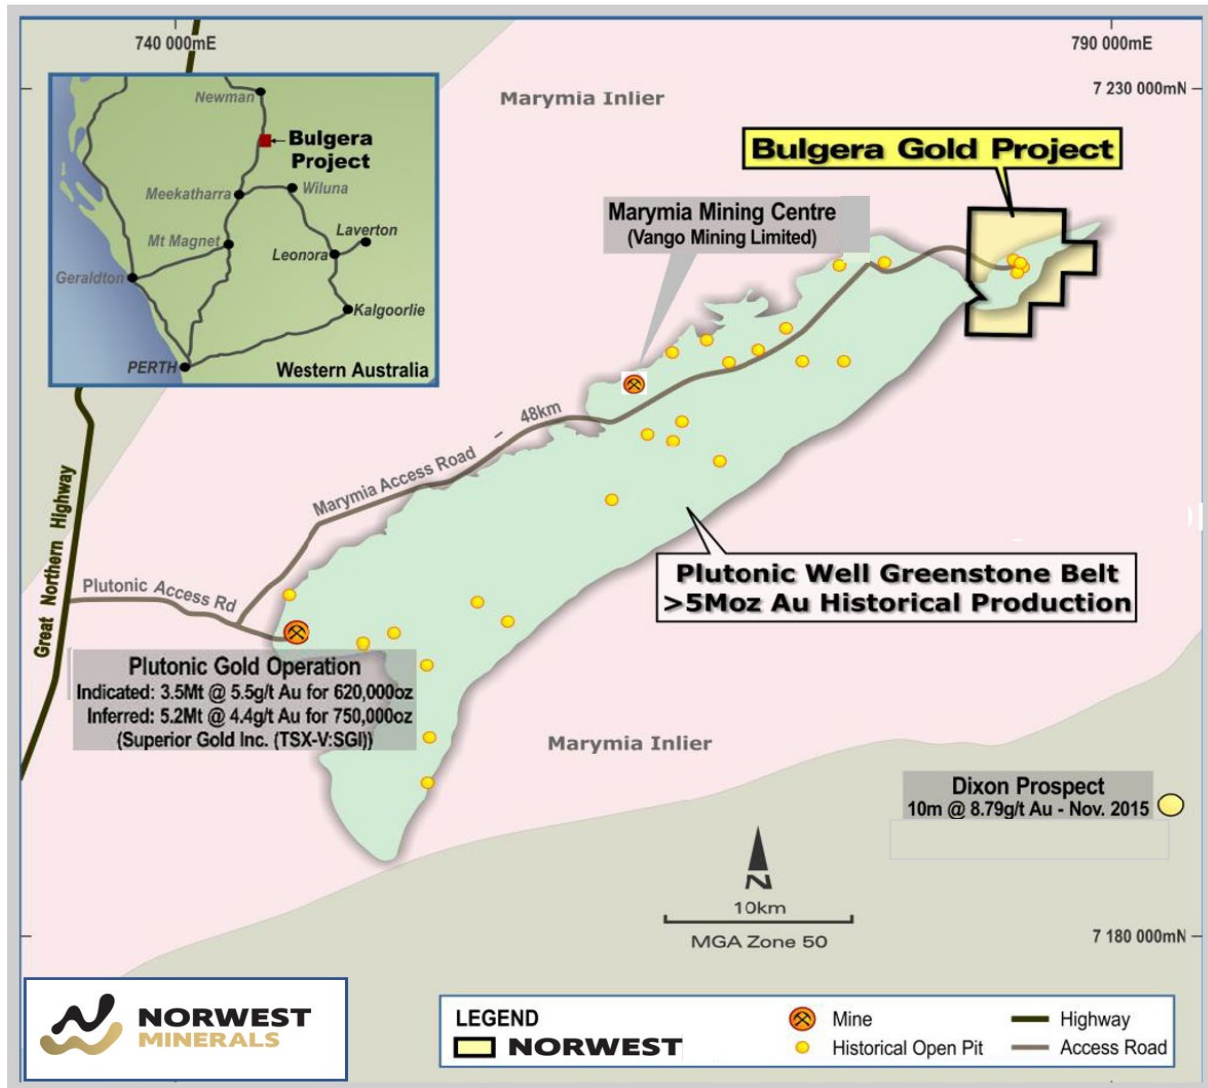 740 000mE
790 000mE
7 230 000mN
Marymia Inlier
Newman
Bulgera
Project
Meekatharra
Wiluna
Mt Magnet
Laverton
Leonora
Geraldton
Kalgoorlie
PERTH
Western Australia
Bulgera Gold Project
Marymia Mining Centre
(Vango Mining Limited)
Marymia Access Road – 48km
Great Northern Highway
Plutonic Access Rd
Plutonic Well Greenstone Belt
>5Moz Au Historical Production
Plutonic Gold Operation
Indicated: 3.5Mt @ 5.5g/t Au for 620,000oz
Inferred: 5.2Mt @ 4.4g/t Au for 750,000oz
(Superior Gold Inc. (TSX-V:SGI))
Marymia Inlier
Dixon Prospect
10m @ 8.79g/t Au - Nov. 2015
N
10km
MGA Zone 50
7 180 000mN
NORWEST
MINERALS
LEGEND
NORWEST
Mine
Historical Open Pit
Highway
Access Road